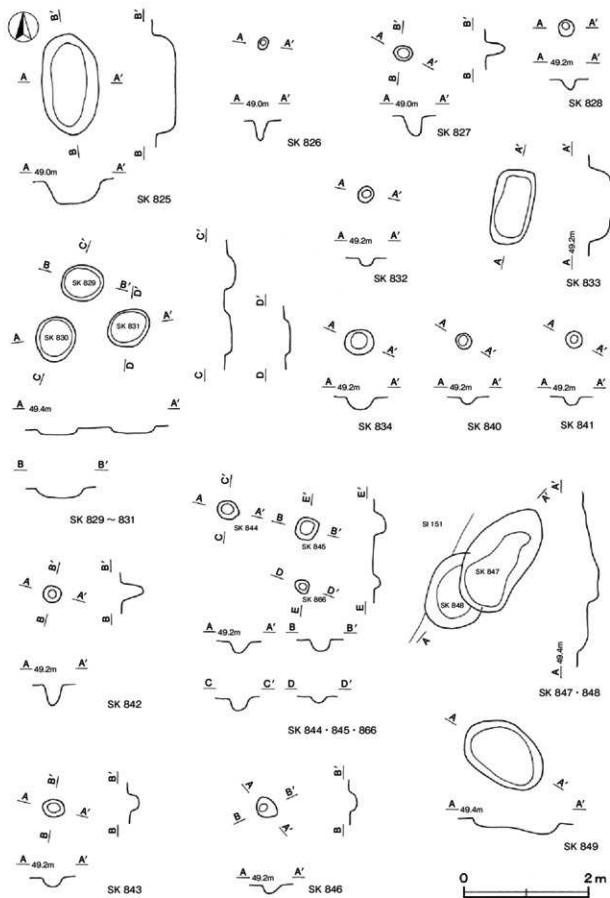 B' A A' B B' B
A 49.0m A'
SK 825
A A'
A 49.0m A'
SK 826
B' A A' B B' B
A 49.0m A'
SK 827
A A'
A 49.2m A'
SK 828
A A'
A 49.2m A'
SK 832
A' A A' A 49.2m
SK 833
C' B SK 829 B' D' C'
A SK 830 SK 831 A' D'
C D C D
A 49.4m A'
B B'
SK 829～831
A A'
A 49.2m A'
SK 834
A A'
A 49.2m A'
SK 840
A A'
A 49.2m A'
SK 841
B' A A' B B' B
A 49.2m A'
SK 842
C' A A' SK 844 C
E' B B' SK 845 E'
D D' SK 866 E E
A 49.2m A' B B'
C C' D D'
SK 844・845・866
SI 151 A' A'
SK 847
SK 848
A A 49.4m
SK 847・848
B' A A' B B' B
A 49.2m A'
SK 843
A B' B A' B' B
A 49.2m A'
SK 846
A A'
A 49.4m A'
SK 849
0 2 m